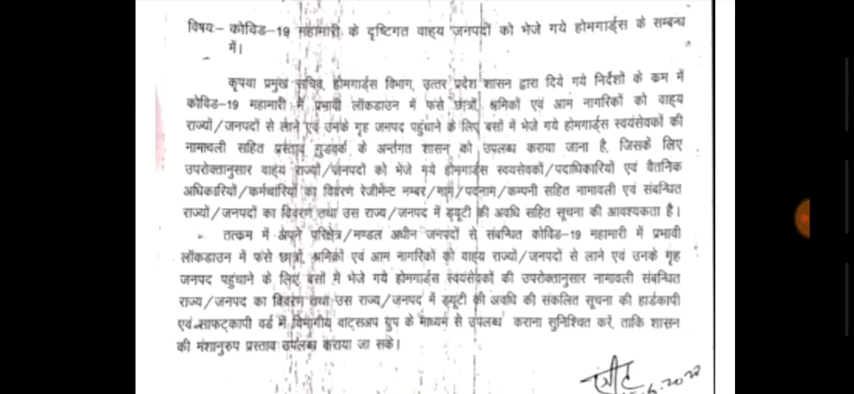 विषय:- कोविड-19 महामारी के दृष्टिगत वाह्य जनपदों को भेजे गये होमगार्ड्स के सम्बन्ध
में।
कृपया प्रमुख सचिव, होमगार्ड्स विभाग, उत्तर प्रदेश शासन द्वारा दिये गये निर्देशों के कम में
कोविड-19 महामारी में प्रभावी लॉकडाउन में फंसे छात्रों, श्रमिकों एवं आम नागरिकों को वाह्य
राज्यों/जनपदों से लाने एवं उनके गृह जनपद पहुंचाने के लिए बसों में भेजे गये होमगार्ड्स स्वयंसेवकों की
नामावली सहित प्रस्ताव गुडवर्क के अर्न्तगत शासन को उपलब्ध कराया जाना है, जिसके लिए
उपरोक्तानुसार वाह्य राज्यों/जनपदों को भेजे गये होमगार्ड्स स्वयंसेवकों/पदाधिकारियों एवं वैतनिक
अधिकारियों/कर्मचारियों का विवरण रेजीमेन्ट नम्बर/नाम/पदनाम/कम्पनी सहित नामावली एवं संबन्धित
राज्यों/जनपदों का विवरण तथा उस राज्य/जनपद में ड्यूटी की अवधि सहित सूचना की आवश्यकता है।
तत्क्रम में अपने परिक्षेत्र/मण्डल अधीन जनपदों से संबन्धित कोविड-19 महामारी में प्रभावी
लॉकडाउन में फंसे छात्रों, श्रमिकों एवं आम नागरिकों को वाह्य राज्यों/जनपदों से लाने एवं उनके गृह
जनपद पहुचाने के लिए बसों में भेजे गये होमगार्ड्स स्वयंसेवकों की उपरोक्तानुसार नामावली संबन्धित
राज्य/जनपद का विवरण तथा उस राज्य/जनपद में ड्यूटी की अवधि की संकलित सूचना की हार्डकापी
एवं साफ्टकापी वर्ड में विभागीय वाट्सअप ग्रुप के माध्यम से उपलब्ध कराना सुनिश्चित करें, ताकि शासन
की मंशानुरुप प्रस्ताव उपलब्ध कराया जा सके।